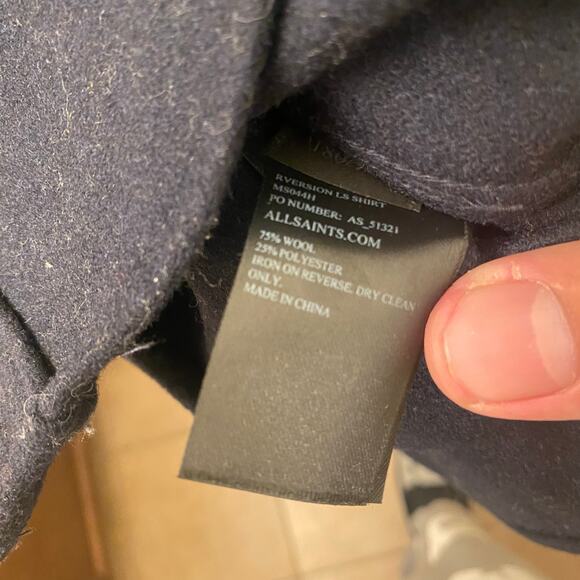 RVERSION LS SHIRT
MS044H
PO NUMBER: AS_51321
ALLSAINTS.COM
75% WOOL
25% POLYESTER
IRON ON REVERSE. DRY CLEAN
ONLY.
MADE IN CHINA